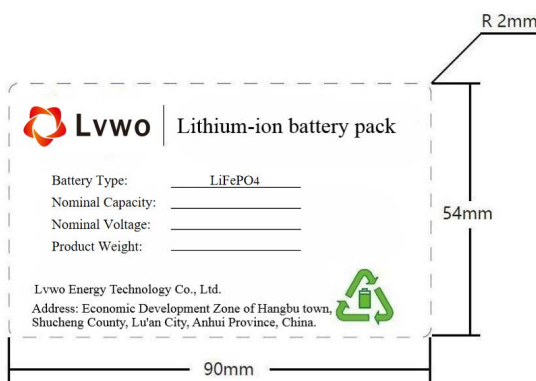 R 2mm
Lvwo
Lithium-ion battery pack
Battery Type: LiFePO4
Nominal Capacity:
Nominal Voltage:
Product Weight:
54mm
Lvwo Energy Technology Co., Ltd.
Address: Economic Development Zone of Hangbu town,
Shucheng County, Lu'an City, Anhui Province, China.
90mm